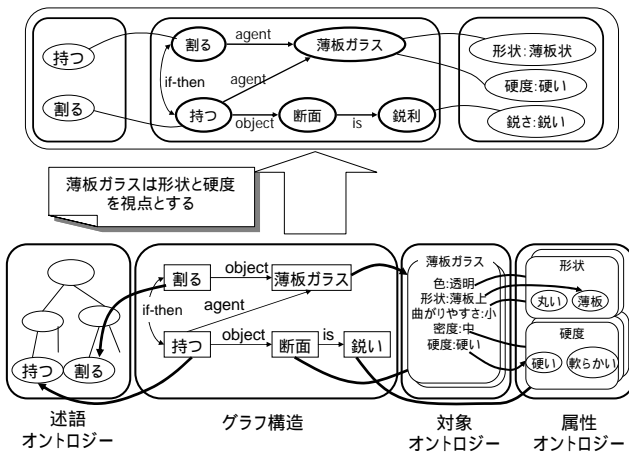 持つ
割る
割る
agent
薄板ガラス
if-then
agent
持つ
object
断面
is
鋭利
形状:薄板状
硬度:硬い
鋭さ:鋭い
薄板ガラスは形状と硬度
を視点とする
持つ
割る
割る
object
薄板ガラス
if-then
agent
持つ
object
断面
is
鋭い
薄板ガラス
色:透明
形状:薄板上
曲がりやすさ:小
密度:中
硬度:硬い
形状
丸い
薄板
硬度
硬い
軟らかい
述語
オントロジー
グラフ構造
対象
オントロジー
属性
オントロジー